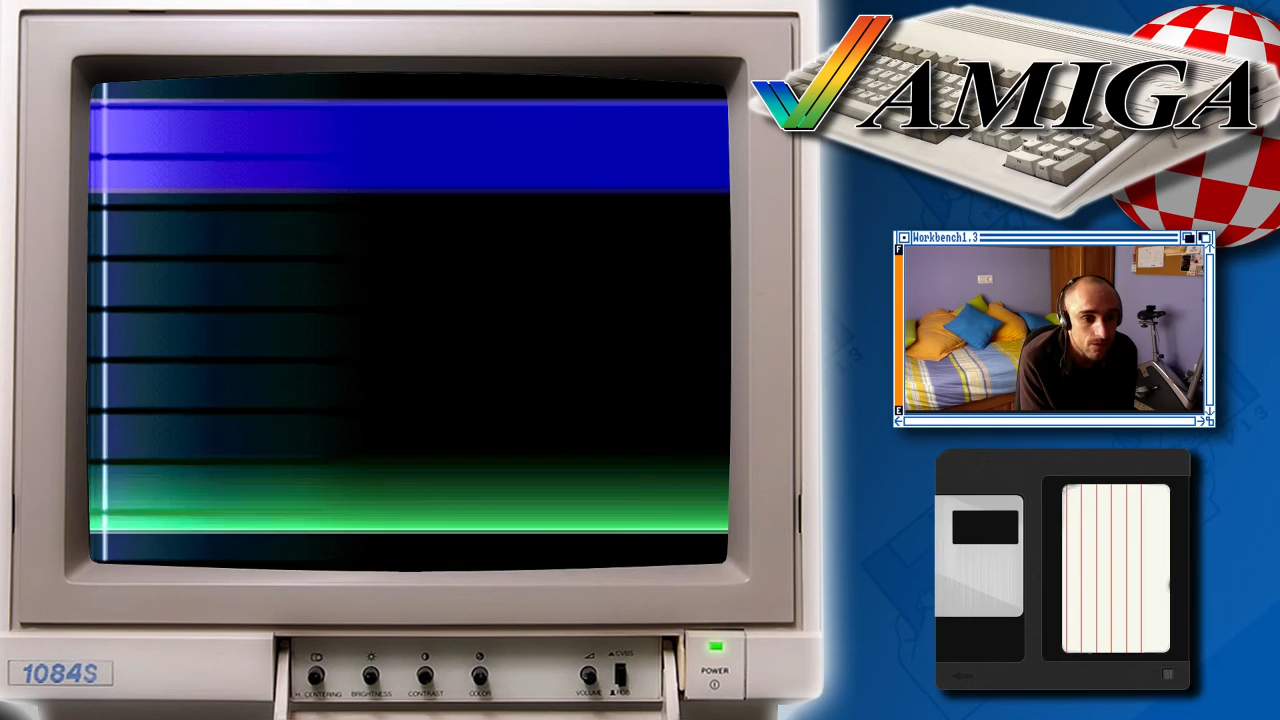 AMIGA
Workbench1.3
F
E
1084S
H. CENTERING
BRIGHTNESS
CONTRAST
COLOR
VOLUME
CVBS
RGB
POWER